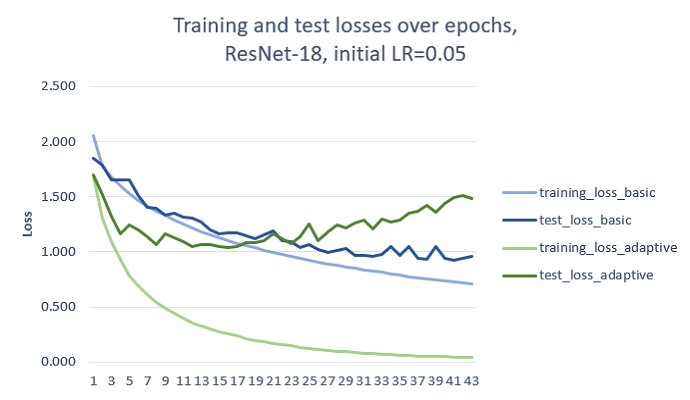 Training and test losses over epochs,
ResNet-18, initial LR=0.05
2.500
2.000
1.500
1.000
0.500
0.000
Loss
1 3 5 7 9 11 13 15 17 19 21 23 25 27 29 31 33 35 37 39 41 43
training_loss_basic
test_loss_basic
training_loss_adaptive
test_loss_adaptive